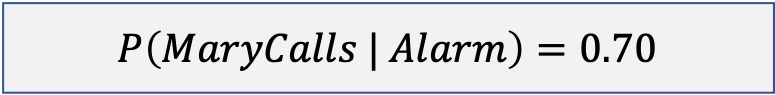 P(MaryCalls | Alarm) = 0.70